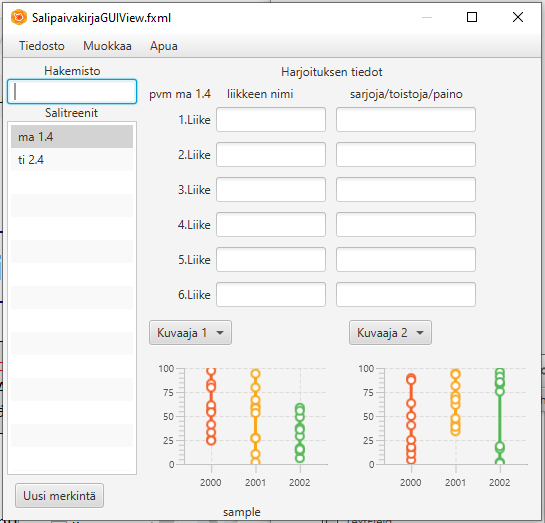 SalipaivakirjaGUIView.fxml
Tiedosto Muokkaa Apua
Hakemisto
Harjoituksen tiedot
pvm ma 1.4 liikkeen nimi sarjoja/toistoja/paino
Salitreenit
ma 1.4
ti 2.4
1.Liike
2.Liike
3.Liike
4.Liike
5.Liike
6.Liike
Kuvaaja 1 Kuvaaja 2
100 100
75 75
50 50
25 25
0 0
2000 2001 2002 2000 2001 2002
Uusi merkintä
sample